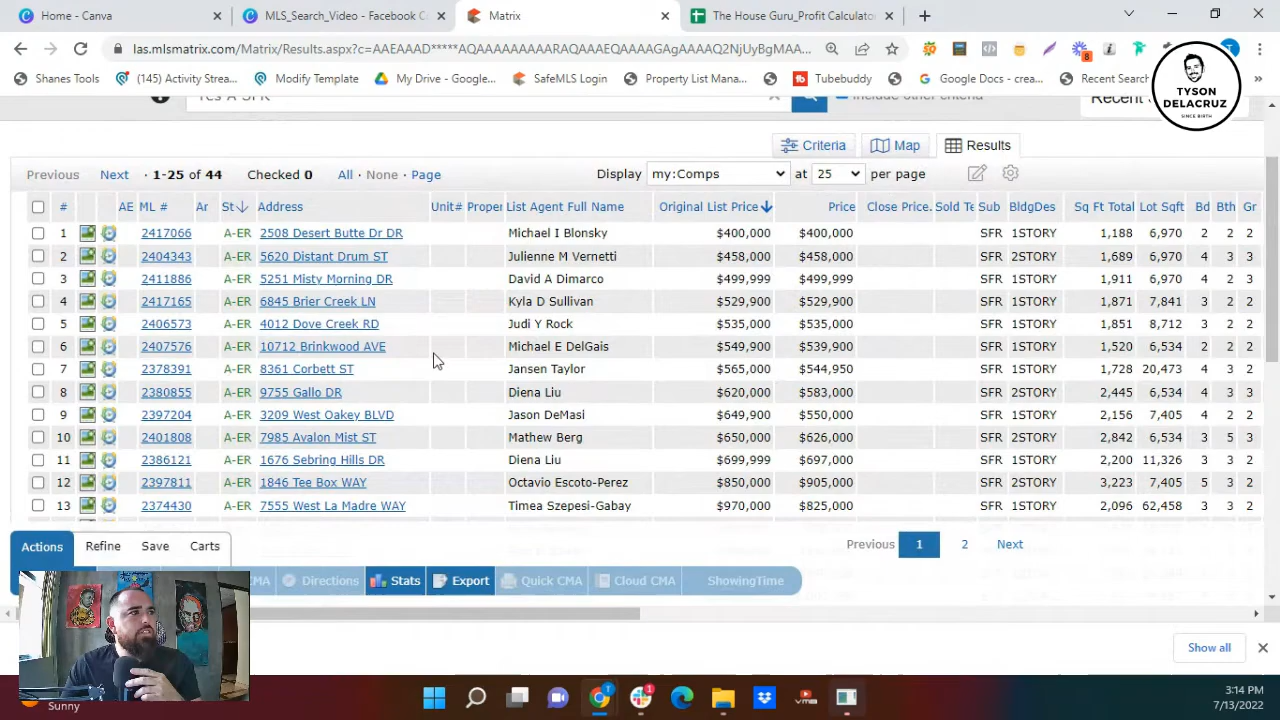 Home - Canva
MLS_Search_Video - Facebook C
Matrix
The House Guru_Profit Calculator
las.mlsmatrix.com/Matrix/Results.aspx?c=AAEAAAD*****AQAAAAAAAAARAQAAAEQAAAAGAgAAAAQ2NjUyBgMAA...
Shanes Tools
(145) Activity Strea...
Modify Template
My Drive - Google...
SafeMLS Login
Property List Mana...
Tubebuddy
Google Docs - crea...
Recent Search
8
TYSON
DELACRUZ
SINCE BIRTH
Yes A SFR
Include other criteria
Recent S
Criteria
Map
Results
Previous Next 1-25 of 44 Checked 0 All None Page
Display my:Comps at 25 per page
# AE ML # Ar St Address Unit# Proper List Agent Full Name Original List Price Price Close Price. Sold Te Sub BldgDes Sq Ft Total Lot Sqft Bd Bth Gr
1 2417066 A-ER 2508 Desert Butte Dr DR Michael I Blonsky $400,000 $400,000 SFR 1STORY 1,188 6,970 2 2 2
2 2404343 A-ER 5620 Distant Drum ST Julienne M Vernetti $458,000 $458,000 SFR 2STORY 1,689 6,970 4 3 2
3 2411886 A-ER 5251 Misty Morning DR David A Dimarco $499,999 $499,999 SFR 1STORY 1,911 6,970 4 2 3
4 2417165 A-ER 6845 Brier Creek LN Kyla D Sullivan $529,900 $529,900 SFR 1STORY 1,871 7,841 3 2 2
5 2406573 A-ER 4012 Dove Creek RD Judi Y Rock $535,000 $535,000 SFR 1STORY 1,851 8,712 3 2 2
6 2407576 A-ER 10712 Brinkwood AVE Michael E DelGais $549,900 $539,900 SFR 1STORY 1,520 6,534 2 2 2
7 2378391 A-ER 8361 Corbett ST Jansen Taylor $565,000 $544,950 SFR 1STORY 1,728 20,473 3 2 2
8 2380855 A-ER 9755 Gallo DR Diena Liu $620,000 $583,000 SFR 2STORY 2,445 6,534 4 3 2
9 2397204 A-ER 3209 West Oakey BLVD Jason DeMasi $649,900 $550,000 SFR 1STORY 2,156 7,405 4 2 2
10 2401808 A-ER 7985 Avalon Mist ST Mathew Berg $650,000 $626,000 SFR 2STORY 2,842 6,534 3 5 3
11 2386121 A-ER 1676 Sebring Hills DR Diena Liu $699,999 $697,000 SFR 1STORY 2,200 11,326 3 2 2
12 2397811 A-ER 1846 Tee Box WAY Octavio Escoto-Perez $850,000 $905,000 SFR 2STORY 3,223 7,405 5 3 2
13 2374430 A-ER 7555 West La Madre WAY Timea Szepesi-Gabay $970,000 $825,000 SFR 1STORY 2,096 62,458 3 3 2
Actions Refine Save Carts
Previous 1 2 Next
CMA Directions Stats Export Quick CMA Cloud CMA ShowingTime
Show all
Sunny
3:14 PM
7/13/2022